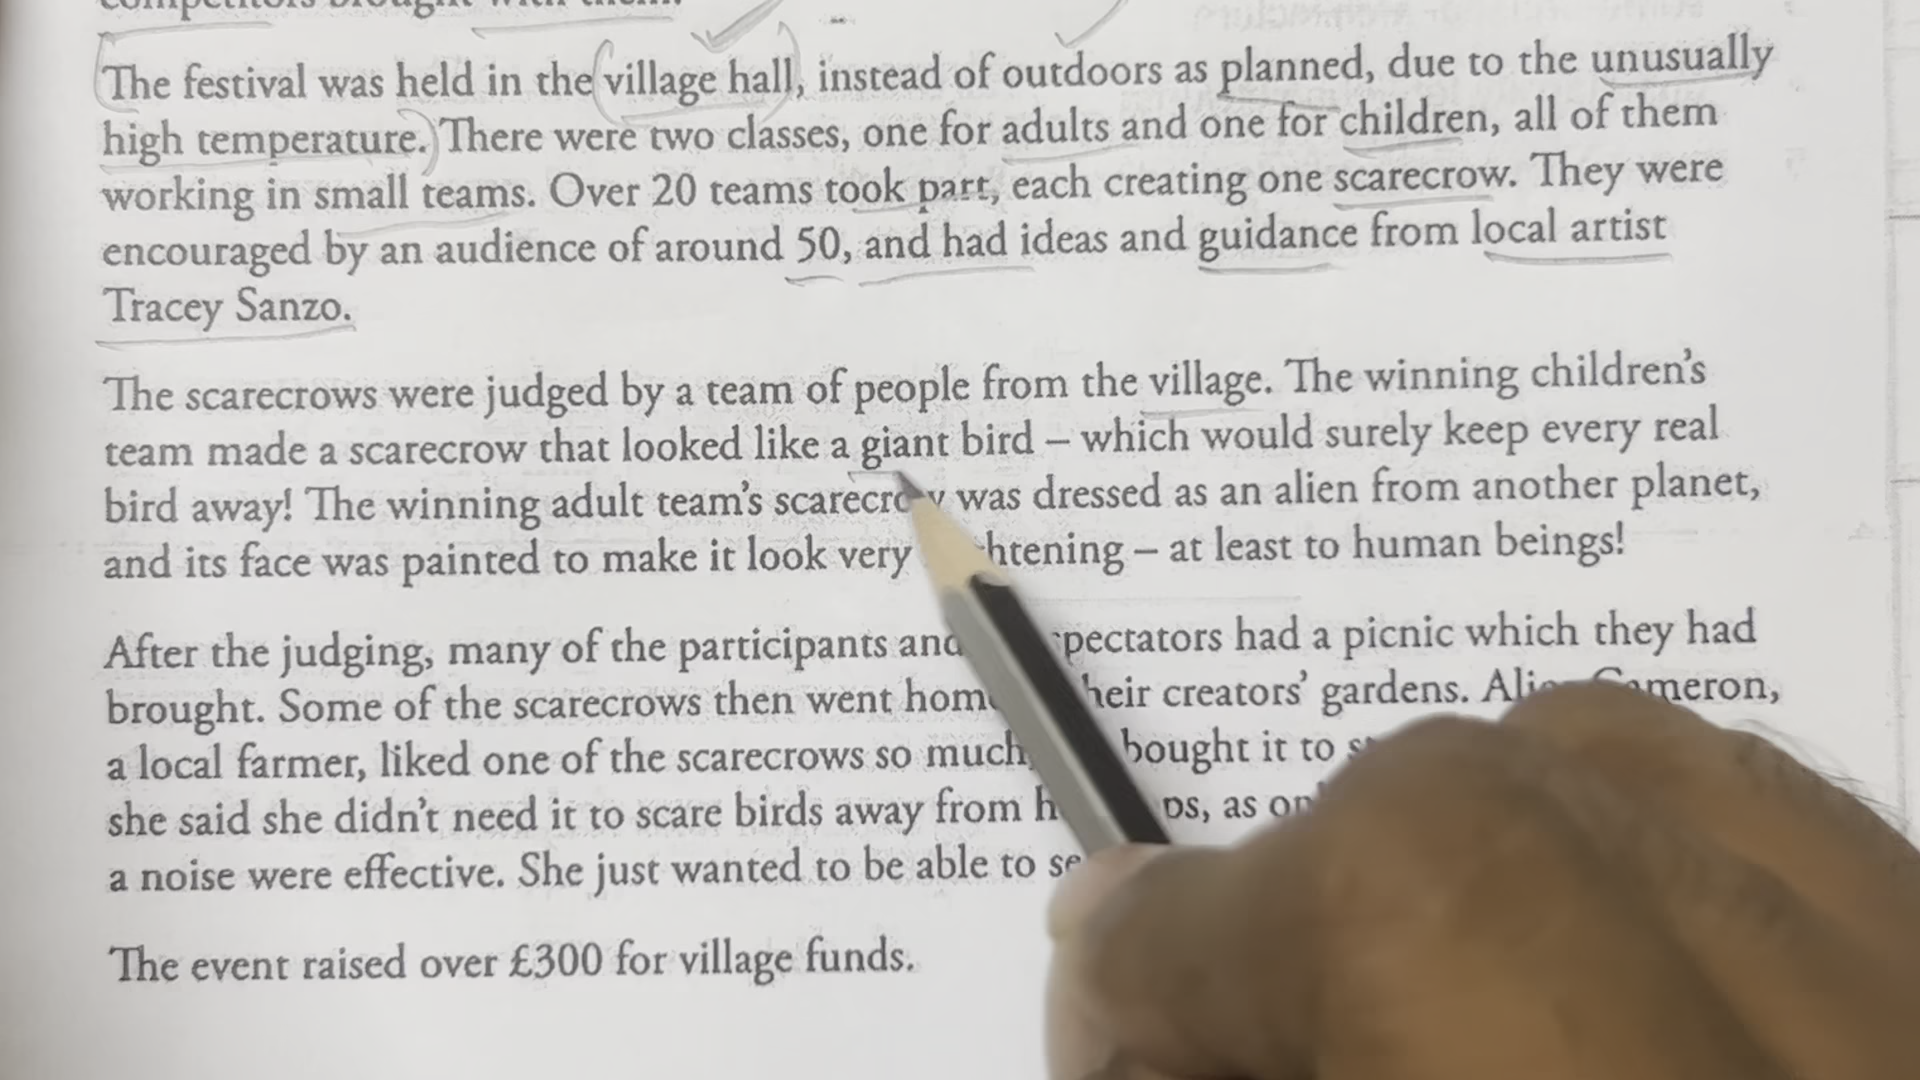 competitors brought with them.
The festival was held in the village hall, instead of outdoors as planned, due to the unusually
high temperature. There were two classes, one for adults and one for children, all of them
working in small teams. Over 20 teams took part, each creating one scarecrow. They were
encouraged by an audience of around 50, and had ideas and guidance from local artist
Tracey Sanzo.
The scarecrows were judged by a team of people from the village. The winning children's
team made a scarecrow that looked like a giant bird – which would surely keep every real
bird away! The winning adult team's scarecrow was dressed as an alien from another planet,
and its face was painted to make it look very – at least to human beings!
After the judging, many of the participants and spectators had a picnic which they had
brought. Some of the scarecrows then went creators' gardens. Cameron,
a local farmer, liked one of the scarecrows so much bought it to
she said she didn't need it to scare birds away from as
a noise were effective. She just wanted to be able to
The event raised over £300 for village funds.